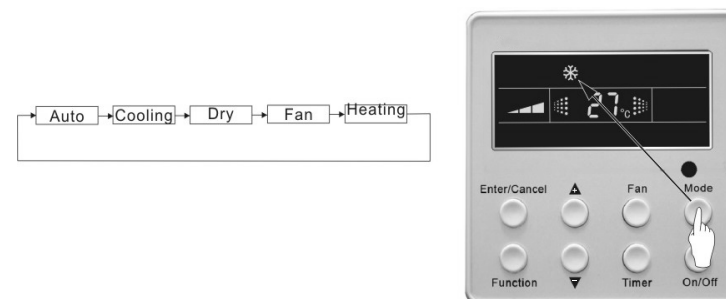 Auto Cooling Dry Fan Heating
27°C
Enter/Cancel Fan Mode
Function Timer On/Off